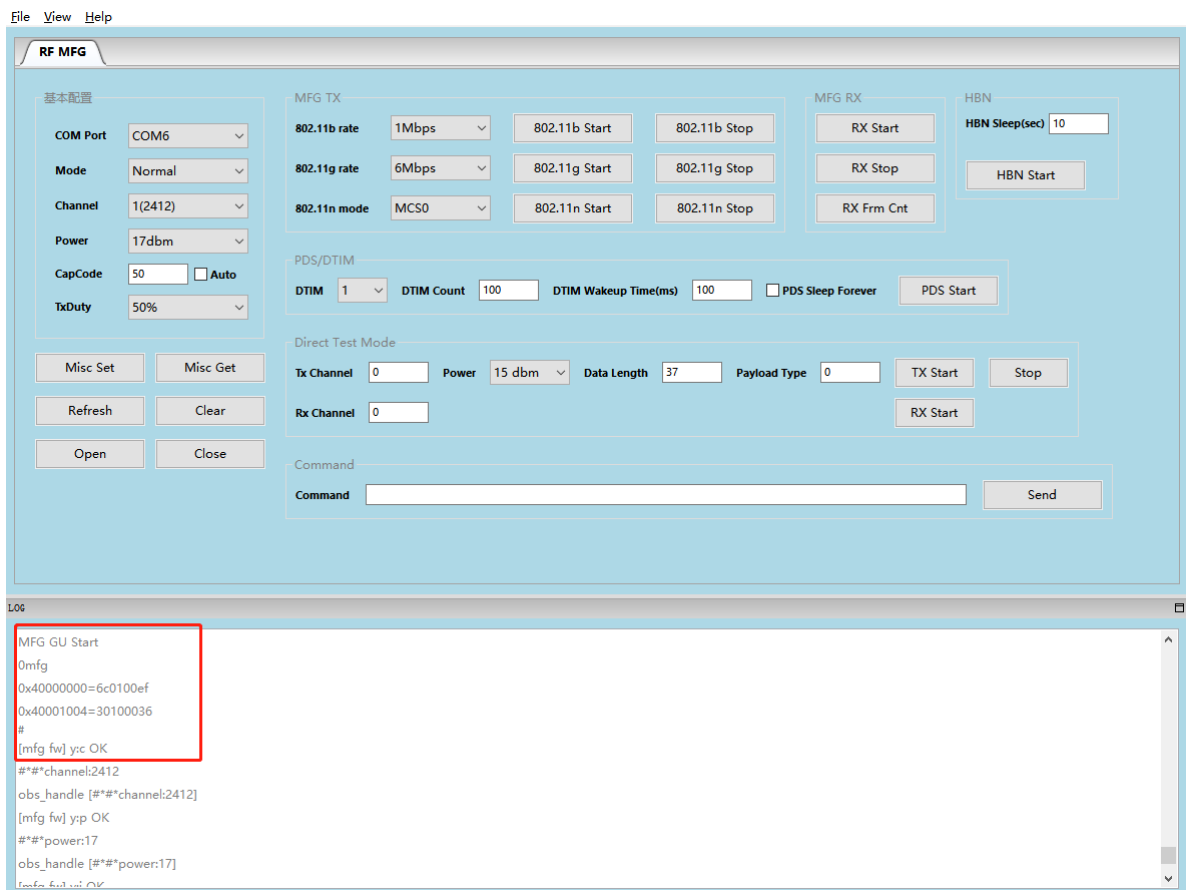 File View Help
RF MFG
基本配置
COM Port COM6
Mode Normal
Channel 1(2412)
Power 17dbm
CapCode 50 Auto
TxDuty 50%
Misc Set Misc Get
Refresh Clear
Open Close
MFG TX
802.11b rate 1Mbps 802.11b Start 802.11b Stop
802.11g rate 6Mbps 802.11g Start 802.11g Stop
802.11n mode MCS0 802.11n Start 802.11n Stop
MFG RX
RX Start
RX Stop
RX Frm Cnt
HBN
HBN Sleep(sec) 10
HBN Start
PDS/DTIM
DTIM 1 DTIM Count 100 DTIM Wakeup Time(ms) 100 PDS Sleep Forever PDS Start
Direct Test Mode
Tx Channel 0 Power 15 dbm Data Length 37 Payload Type 0 TX Start Stop
Rx Channel 0 RX Start
Command
Command Send
LOG
MFG GU Start
0mfg
0x40000000=6c0100ef
0x40001004=30100036
#
[mfg fw] y:c OK
#*#*channel:2412
obs_handle [#*#*channel:2412]
[mfg fw] y:p OK
#*#*power:17
obs_handle [#*#*power:17]
[mfg fw] y:i OK